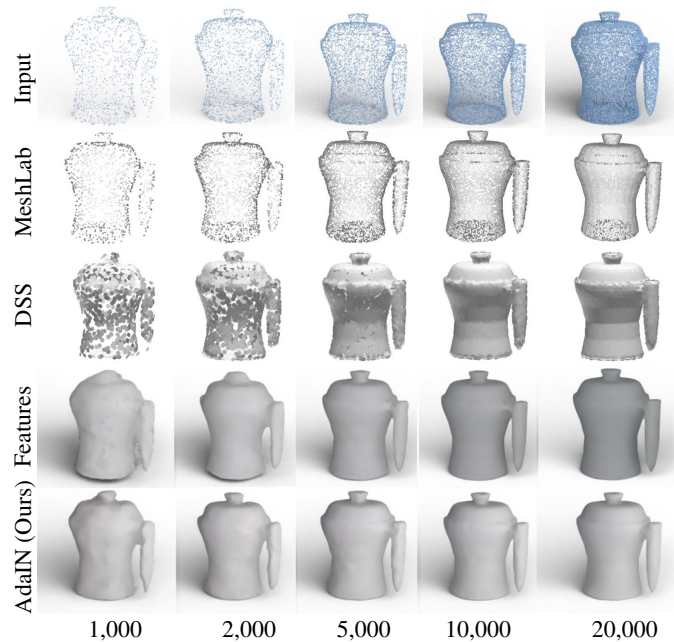 Input
MeshLab
DSS
Features
AdaIN (Ours)
1,000 2,000 5,000 10,000 20,000